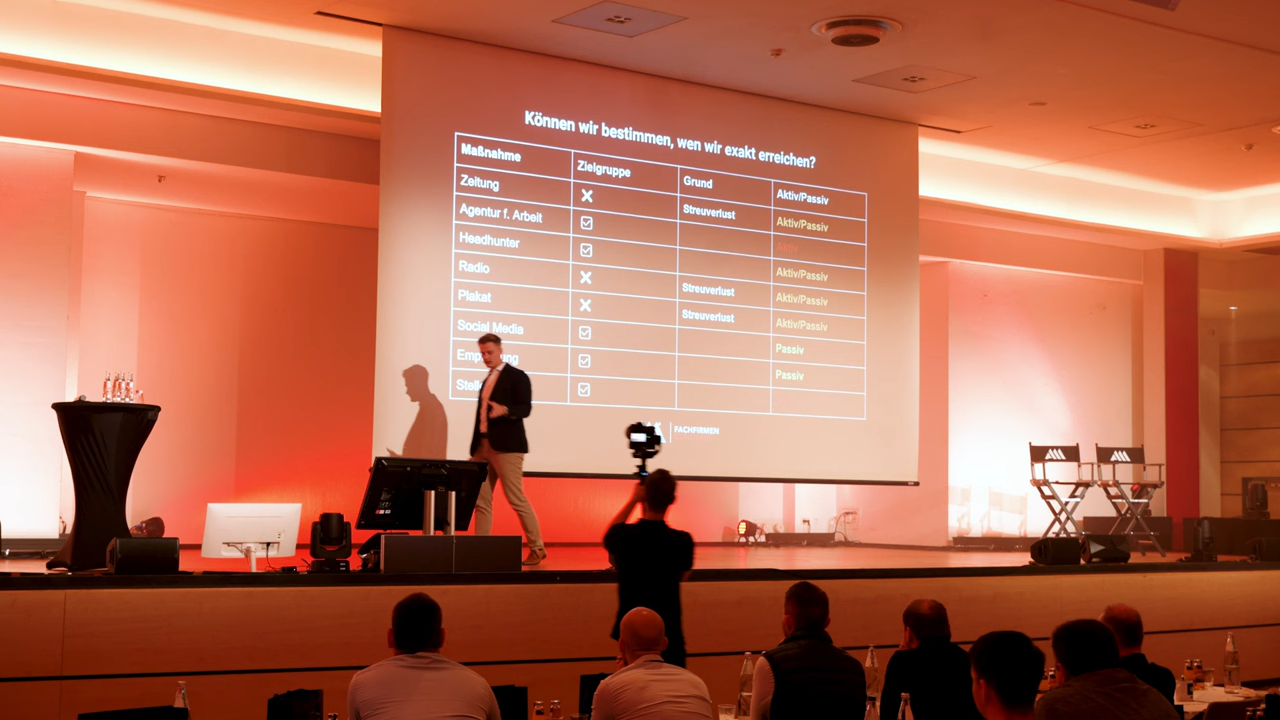 Können wir bestimmen, wen wir exakt erreichen?
Maßnahme Zielgruppe Grund Aktiv/Passiv
Zeitung Streuverlust Aktiv/Passiv
Agentur f. Arbeit
Headhunter Aktiv/Passiv
Radio Streuverlust Aktiv/Passiv
Plakat Streuverlust Aktiv/Passiv
Social Media Passiv
Passiv
FACHFIRMEN